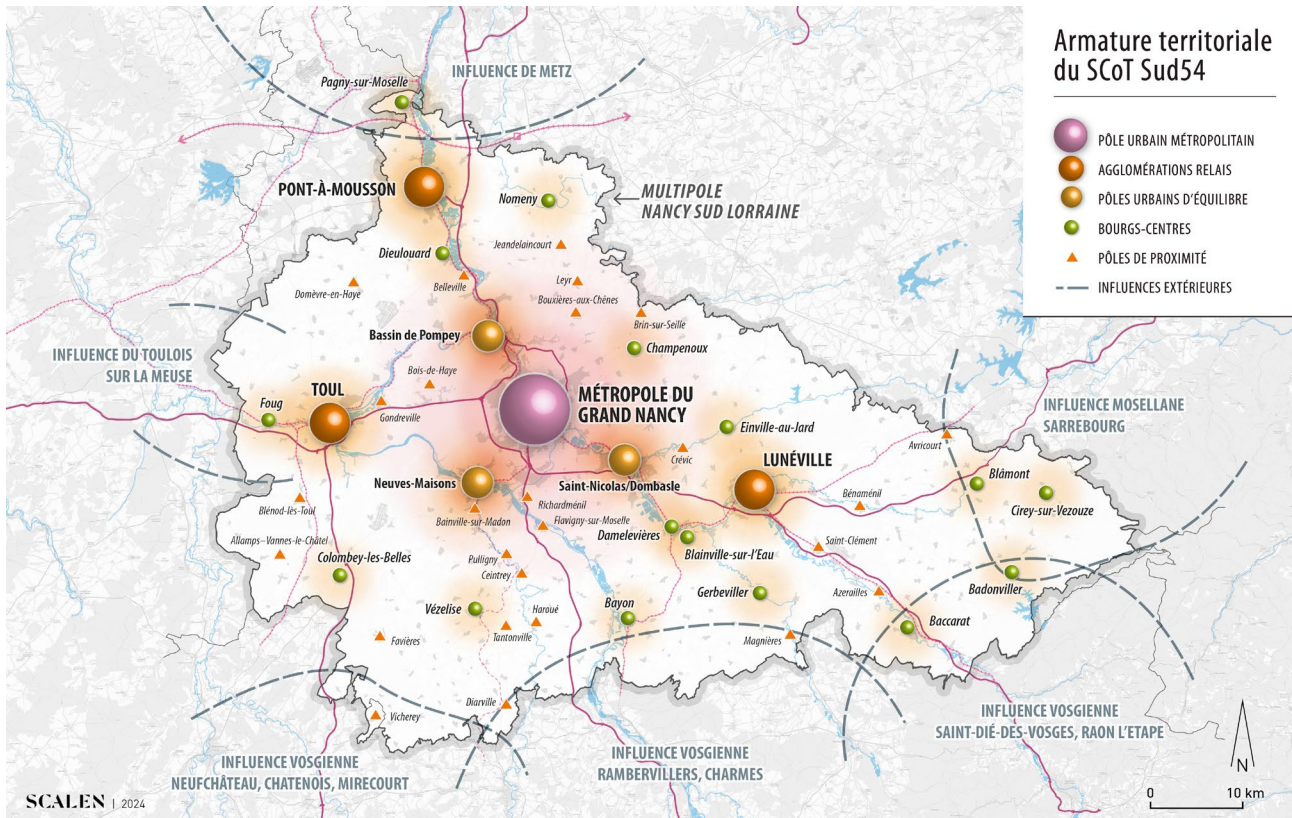 Armature territoriale
du SCoT Sud54
PÔLE URBAIN MÉTROPOLITAIN
AGGLOMÉRATIONS RELAIS
PÔLES URBAINS D'ÉQUILIBRE
BOURGS-CENTRES
PÔLES DE PROXIMITÉ
INFLUENCES EXTÉRIEURES
INFLUENCE DE METZ
Pagny-sur-Moselle
PONT-À-MOUSSON
Nomeny
MULTIPOLE
NANCY SUD LORRAINE
Dieulouard
Jeandelaincourt
Belleville
Leyr
Domèvre-en-Haye
Bouxières-aux-Chênes
Brin-sur-Seille
Bassin de Pompey
Champenoux
INFLUENCE DU TOULOIS
SUR LA MEUSE
Bois-de-Haye
TOUL
Foug
Gondreville
MÉTROPOLE DU
GRAND NANCY
INFLUENCE MOSELLANE
SARREBOURG
Einville-au-Jard
Avricourt
Crévic
LUNÉVILLE
Neuves-Maisons
Saint-Nicolas/Dombasle
Blâmont
Cirey-sur-Vezouze
Bénaménil
Blénod-lès-Toul
Richardménil
Bainville-sur-Madon
Flavigny-sur-Moselle
Damelevières
Blainville-sur-l'Eau
Saint-Clément
Allamps–Vannes-le-Châtel
Colombey-les-Belles
Pulligny
Ceintrey
Badonviller
Gerbeviller
Azerailles
Vézelise
Haroué
Bayon
Baccarat
Tantonville
Favières
Magnières
Diarville
Vicherey
INFLUENCE VOSGIENNE
SAINT-DIÉ-DES-VOSGES, RAON L'ETAPE
INFLUENCE VOSGIENNE
RAMBERVILLERS, CHARMES
INFLUENCE VOSGIENNE
NEUFCHÂTEAU, CHATENOIS, MIRECOURT
N
0 10 km
SCALEN | 2024